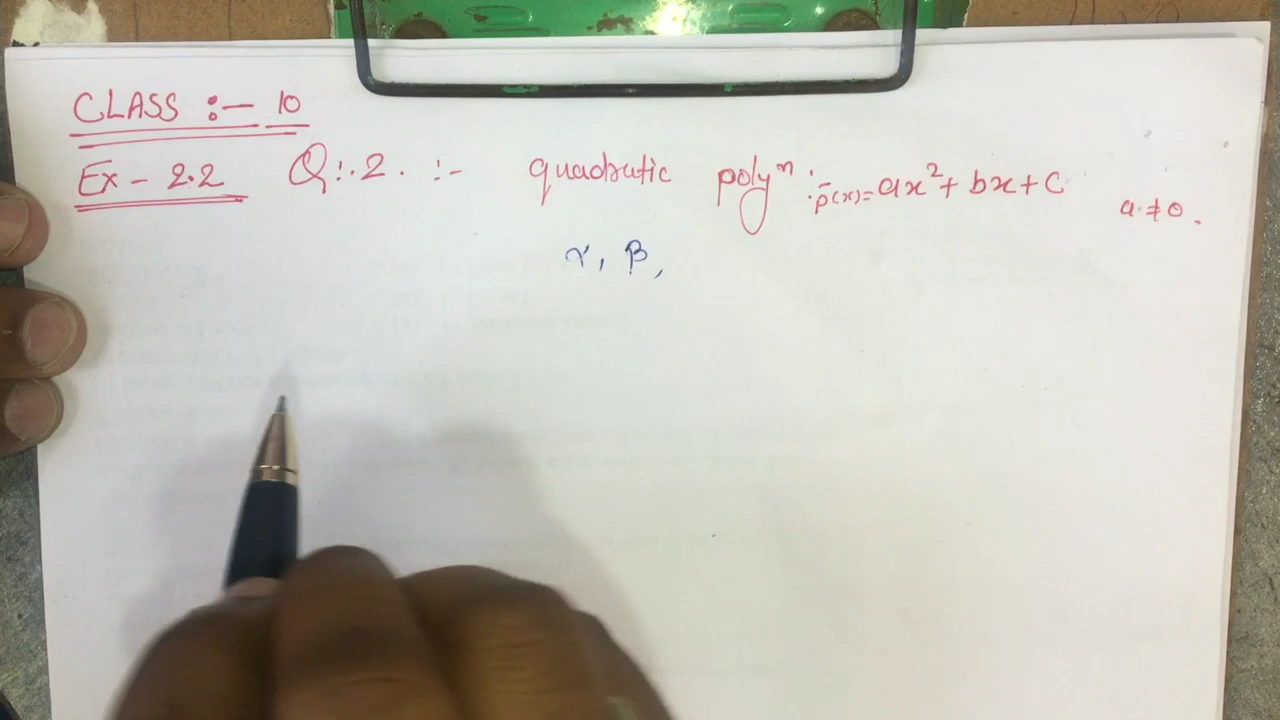 CLASS :- 10
Ex - 2.2 Q:.2. :- quadratic polyⁿ :- p(x)= ax²+ bx+c a≠0.
α, β,